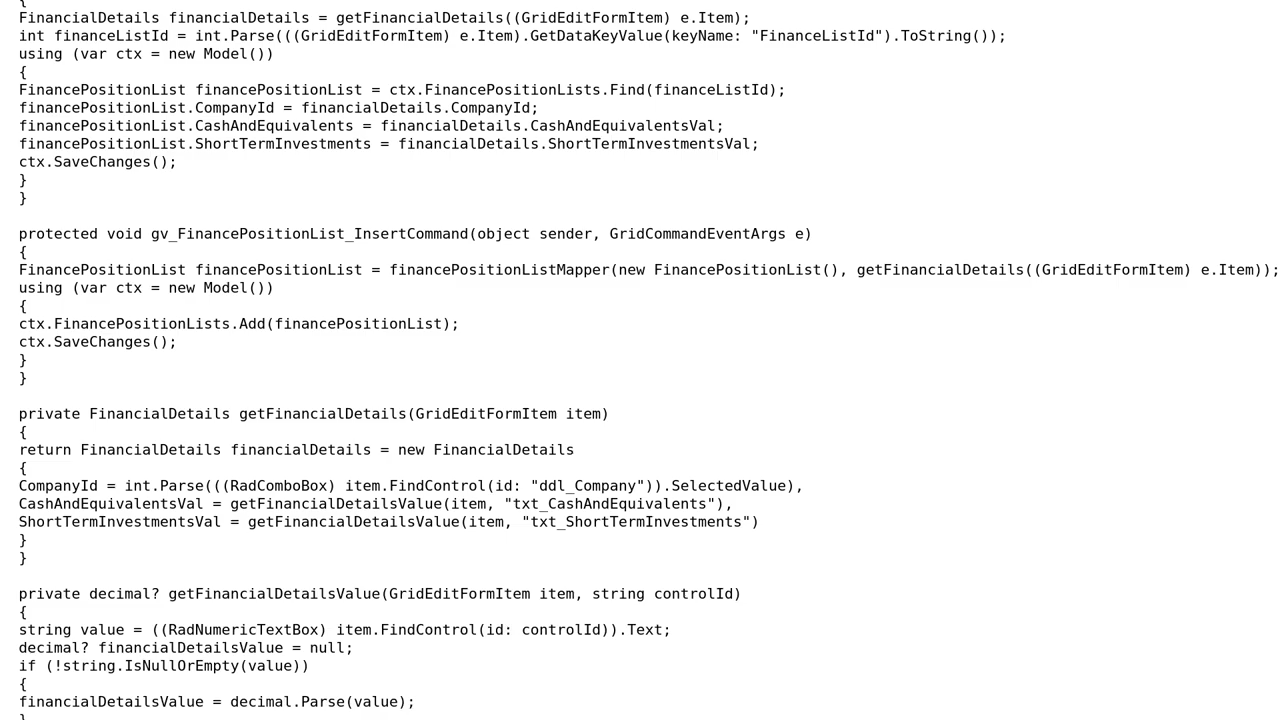 {
FinancialDetails financialDetails = getFinancialDetails((GridEditFormItem) e.Item);
int financeListId = int.Parse(((GridEditFormItem) e.Item).GetDataKeyValue(keyName: "FinanceListId").ToString());
using (var ctx = new Model())
{
FinancePositionList financePositionList = ctx.FinancePositionLists.Find(financeListId);
financePositionList.CompanyId = financialDetails.CompanyId;
financePositionList.CashAndEquivalents = financialDetails.CashAndEquivalentsVal;
financePositionList.ShortTermInvestments = financialDetails.ShortTermInvestmentsVal;
ctx.SaveChanges();
}
}
protected void gv_FinancePositionList_InsertCommand(object sender, GridCommandEventArgs e)
{
FinancePositionList financePositionList = financePositionListMapper(new FinancePositionList(), getFinancialDetails((GridEditFormItem) e.Item));
using (var ctx = new Model())
{
ctx.FinancePositionLists.Add(financePositionList);
ctx.SaveChanges();
}
}
private FinancialDetails getFinancialDetails(GridEditFormItem item)
{
return FinancialDetails financialDetails = new FinancialDetails
{
CompanyId = int.Parse(((RadComboBox) item.FindControl(id: "ddl_Company")).SelectedValue),
CashAndEquivalentsVal = getFinancialDetailsValue(item, "txt_CashAndEquivalents"),
ShortTermInvestmentsVal = getFinancialDetailsValue(item, "txt_ShortTermInvestments")
}
}
private decimal? getFinancialDetailsValue(GridEditFormItem item, string controlId)
{
string value = ((RadNumericTextBox) item.FindControl(id: controlId)).Text;
decimal? financialDetailsValue = null;
if (!string.IsNullOrEmpty(value))
{
financialDetailsValue = decimal.Parse(value);
}